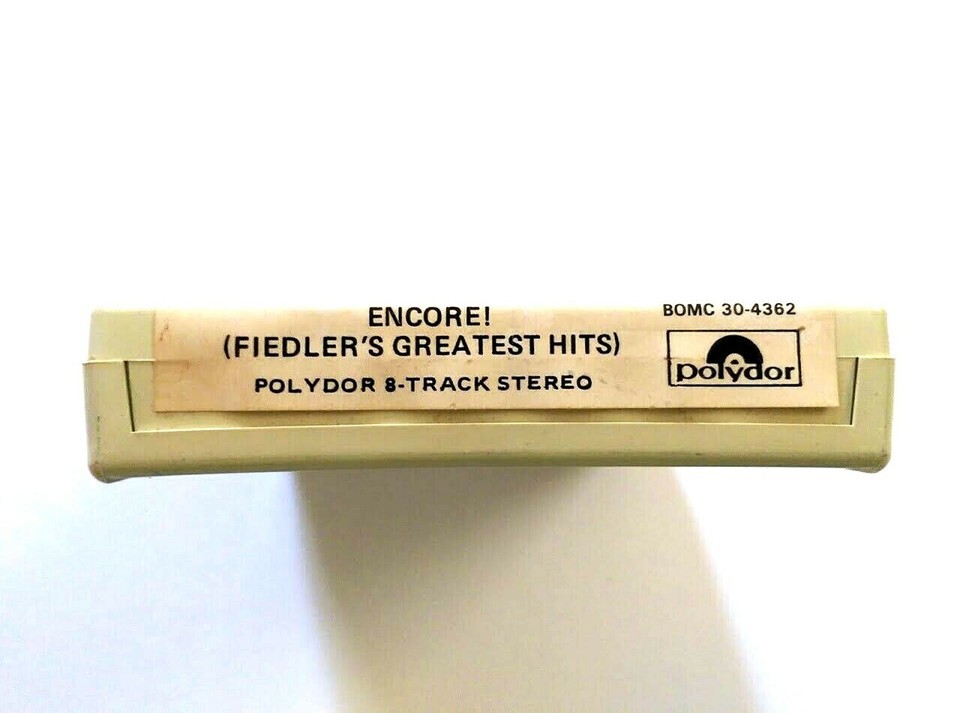 ENCORE!
(FIEDLER'S GREATEST HITS)
POLYDOR 8-TRACK STEREO
BOMC 30-4362
polydor